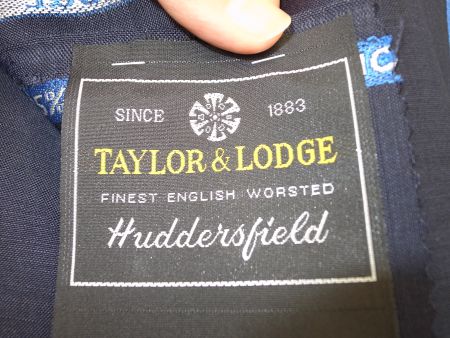 SINCE 1883
TAYLOR & LODGE
FINEST ENGLISH WORSTED
Huddersfield